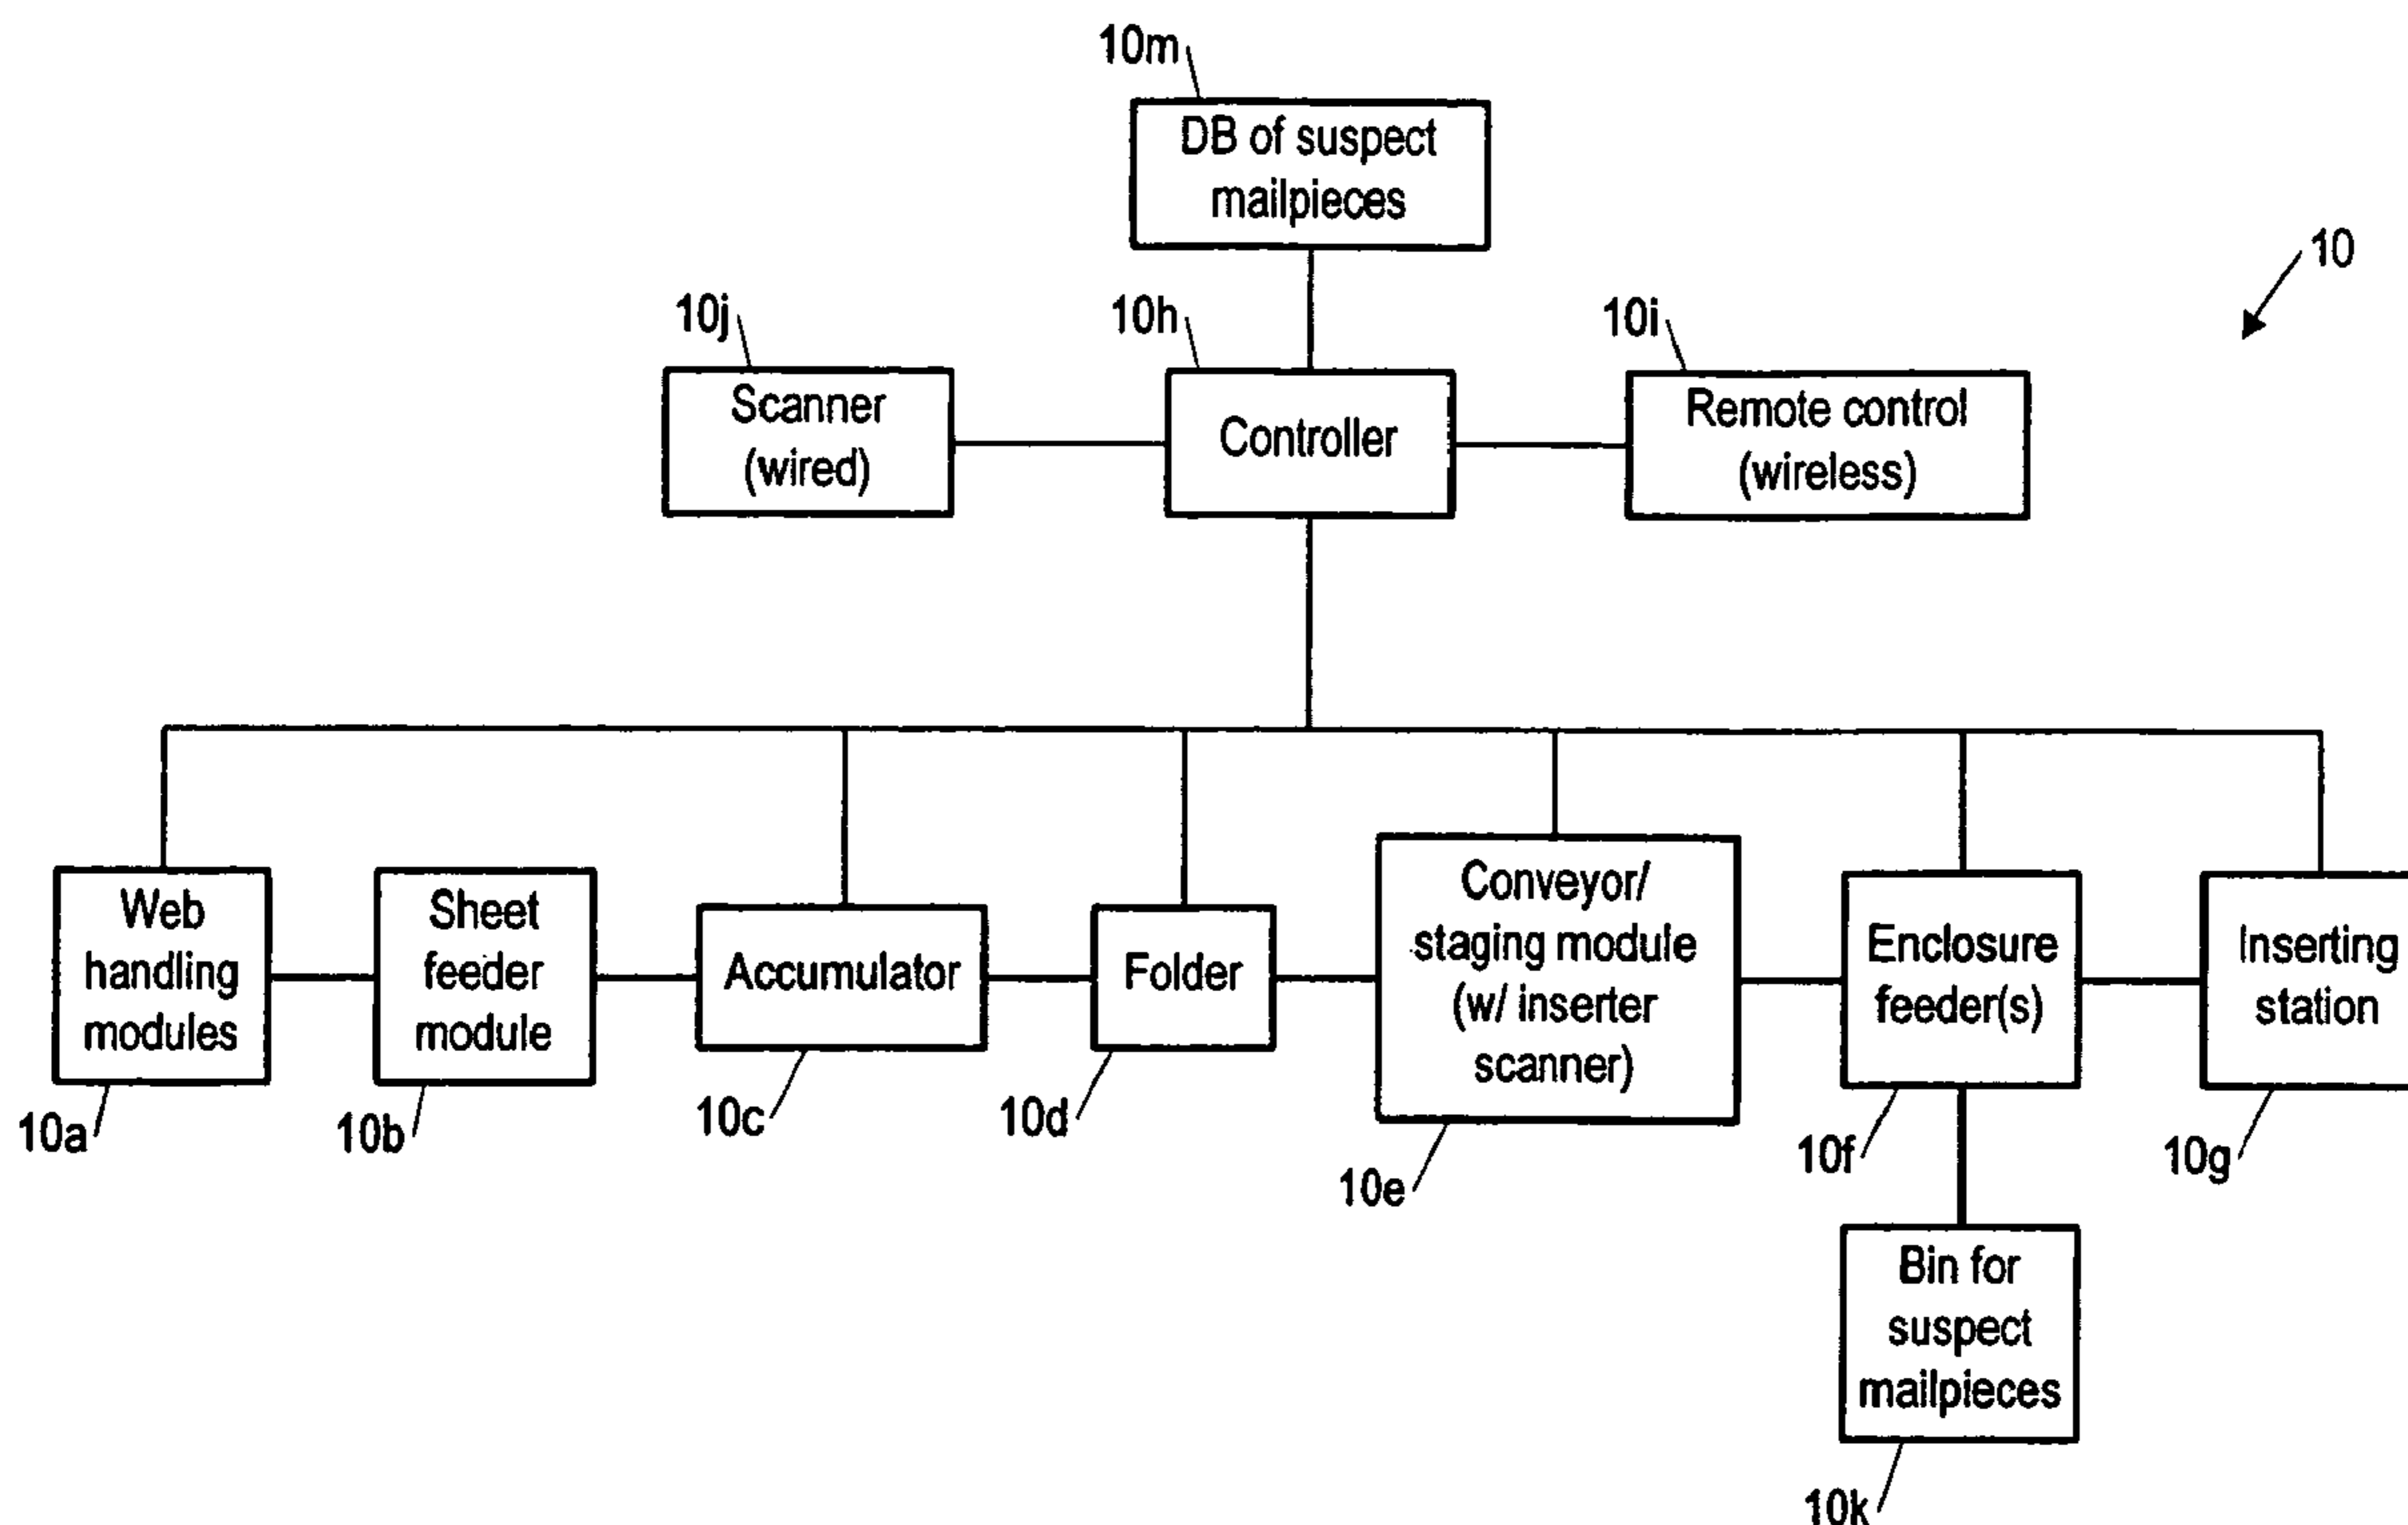 10m
DB of suspect
mailpieces
10
10j
10h
10i
Scanner
(wired)
Controller
Remote control
(wireless)
Web
handling
modules
Sheet
feeder
module
Accumulator
Folder
Conveyor/
staging module
(w/ inserter
scanner)
Enclosure
feeder(s)
Inserting
station
10a
10b
10c
10d
10e
10f
10g
Bin for
suspect
mailpieces
10k